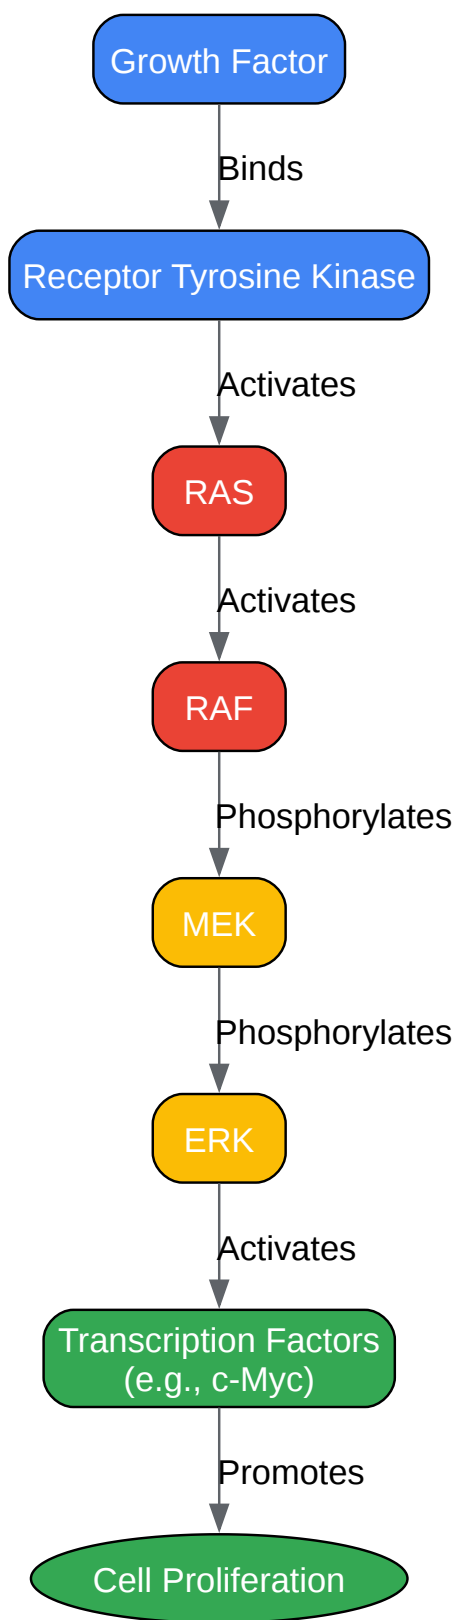 Growth Factor
Binds
Receptor Tyrosine Kinase
Activates
RAS
Activates
RAF
Phosphorylates
MEK
Phosphorylates
ERK
Activates
Transcription Factors
(e.g., c-Myc)
Promotes
Cell Proliferation